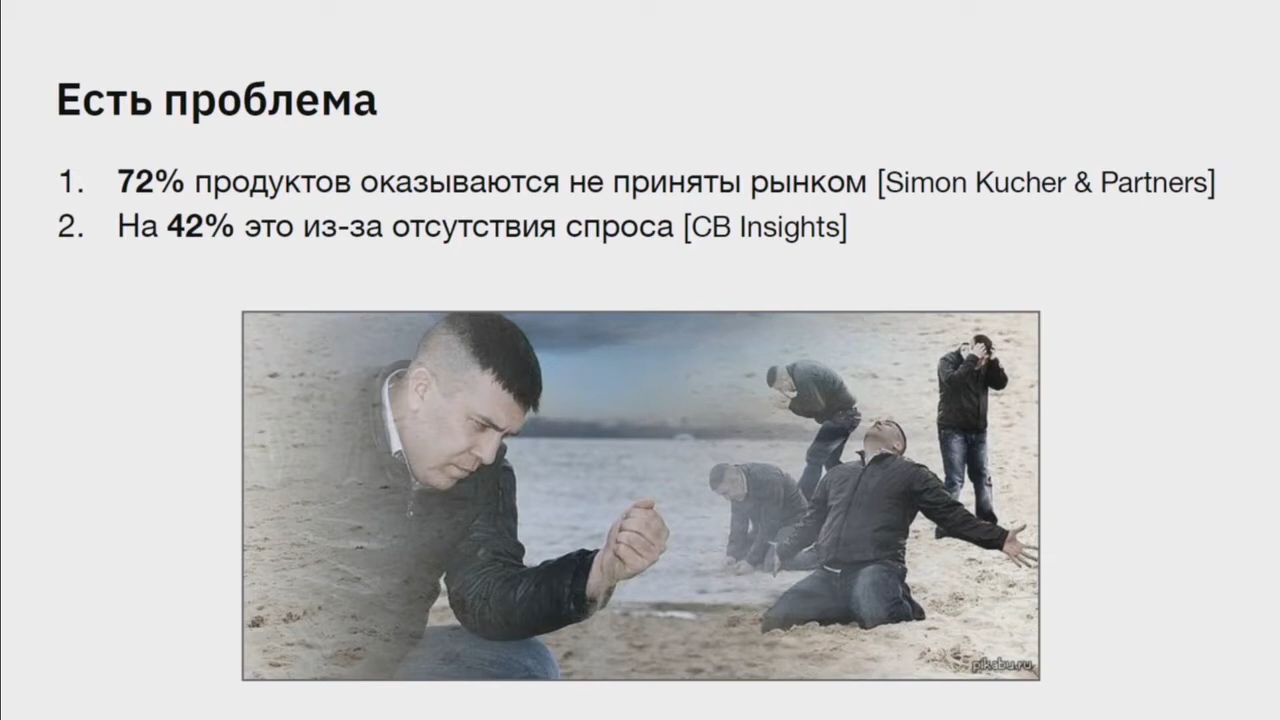 Есть проблема
1. 72% продуктов оказываются не приняты рынком [Simon Kucher & Partners]
2. На 42% это из-за отсутствия спроса [CB Insights]
pikabu.ru